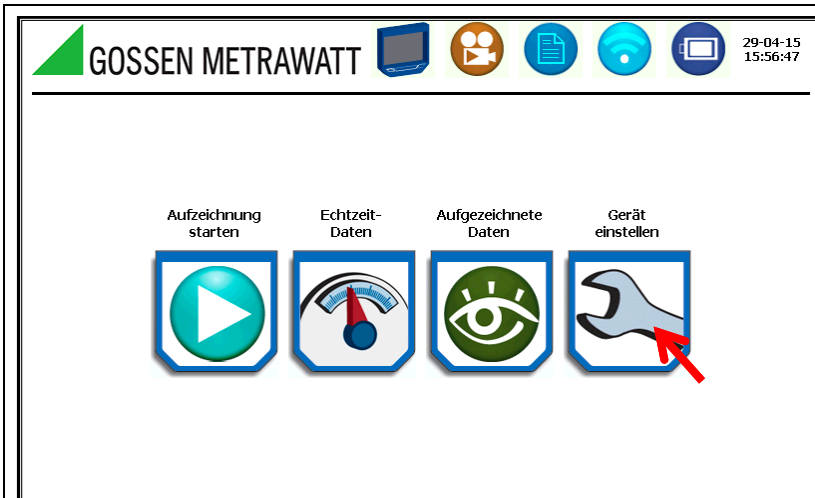 GOSSEN METRAWATT
29-04-15
15:56:47
Aufzeichnung
starten
Echtzeit-
Daten
Aufgezeichnete
Daten
Gerät
einstellen